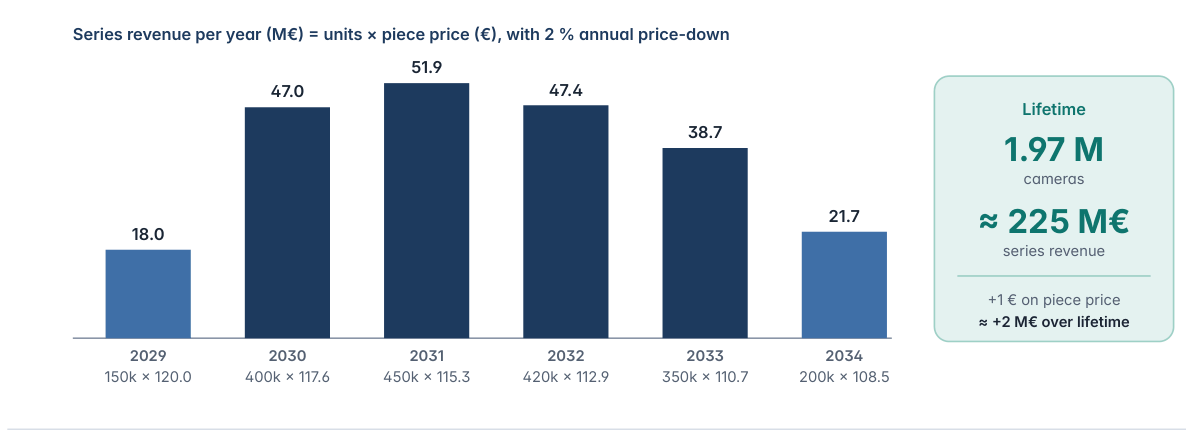 Series revenue per year (M€) = units × piece price (€), with 2 % annual price-down
18.0
47.0
51.9
47.4
38.7
21.7
2029
2030
2031
2032
2033
2034
150k × 120.0
400k × 117.6
450k × 115.3
420k × 112.9
350k × 110.7
200k × 108.5
Lifetime
1.97 M
cameras
≈ 225 M€
series revenue
+1 € on piece price
≈ +2 M€ over lifetime